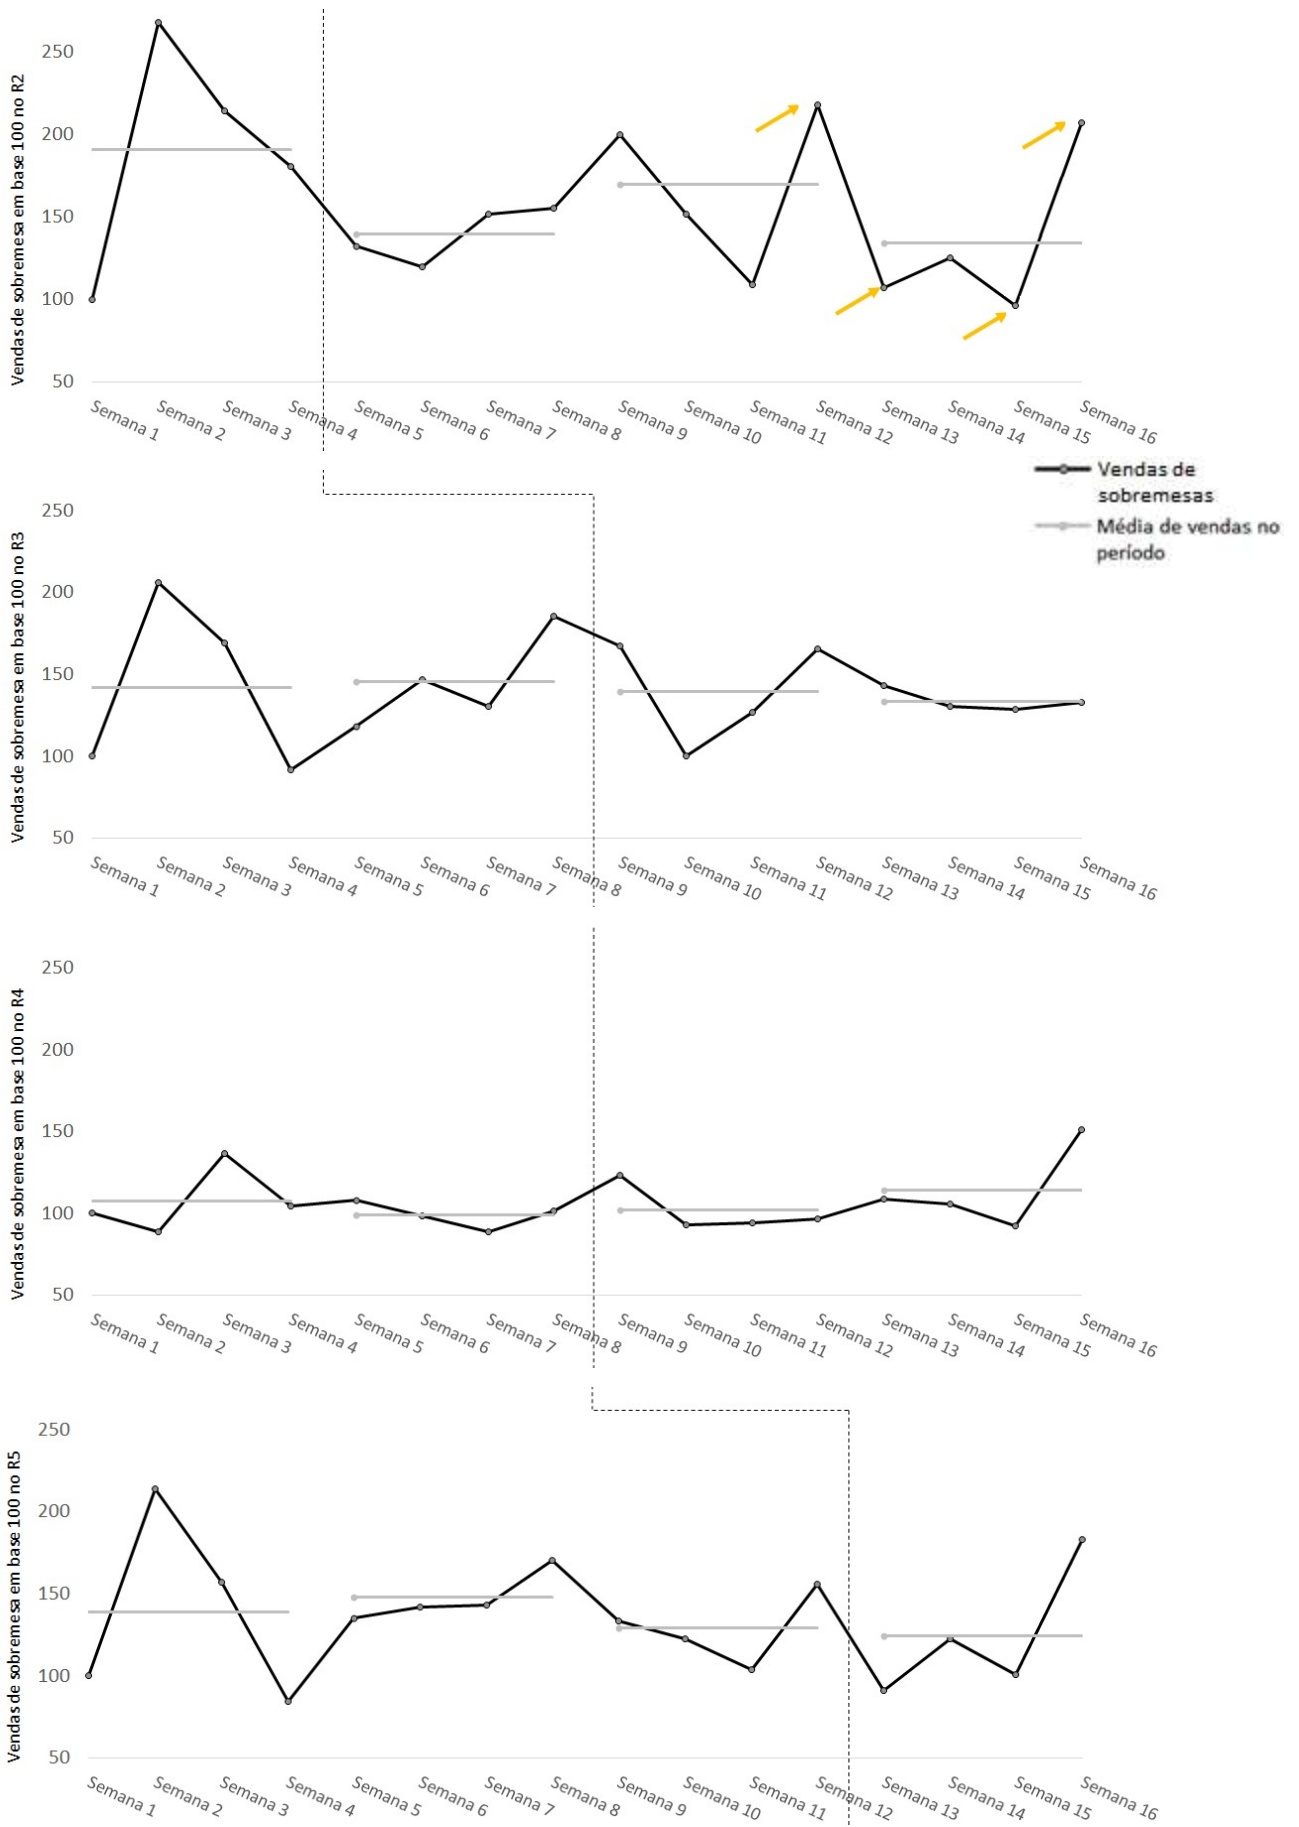 Vendas de sobremesa em base 100 no R2
250
200
150
100
50
Semana 1
Semana 2
Semana 3
Semana 4
Semana 5
Semana 6
Semana 7
Semana 8
Semana 9
Semana 10
Semana 11
Semana 12
Semana 13
Semana 14
Semana 15
Semana 16
Vendas de
sobremesas
Média de vendas no
período
Vendas de sobremesa em base 100 no R3
250
200
150
100
50
Semana 1
Semana 2
Semana 3
Semana 4
Semana 5
Semana 6
Semana 7
Semana 8
Semana 9
Semana 10
Semana 11
Semana 12
Semana 13
Semana 14
Semana 15
Semana 16
Vendas de sobremesa em base 100 no R4
250
200
150
100
50
Semana 1
Semana 2
Semana 3
Semana 4
Semana 5
Semana 6
Semana 7
Semana 8
Semana 9
Semana 10
Semana 11
Semana 12
Semana 13
Semana 14
Semana 15
Semana 16
Vendas de sobremesa em base 100 no R5
250
200
150
100
50
Semana 1
Semana 2
Semana 3
Semana 4
Semana 5
Semana 6
Semana 7
Semana 8
Semana 9
Semana 10
Semana 11
Semana 12
Semana 13
Semana 14
Semana 15
Semana 16